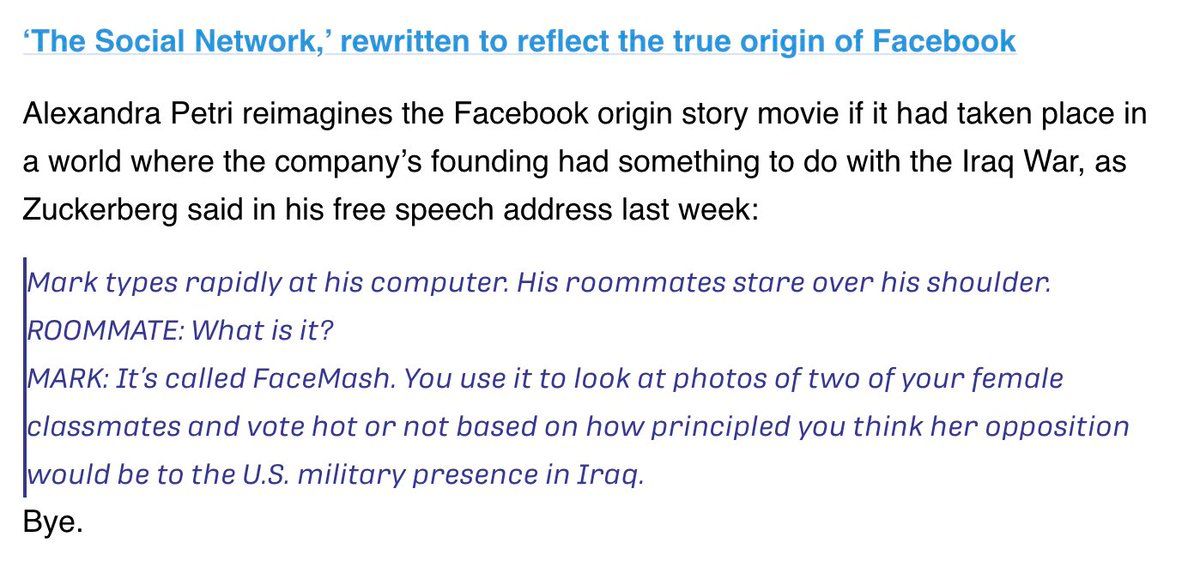 ‘The Social Network,’ rewritten to reflect the true origin of Facebook
Alexandra Petri reimagines the Facebook origin story movie if it had taken place in
a world where the company’s founding had something to do with the Iraq War, as
Zuckerberg said in his free speech address last week:
Mark types rapidly at his computer. His roommates stare over his shoulder.
ROOMMATE: What is it?
MARK: It’s called FaceMash. You use it to look at photos of two of your female
classmates and vote hot or not based on how principled you think her opposition
would be to the U.S. military presence in Iraq.
Bye.